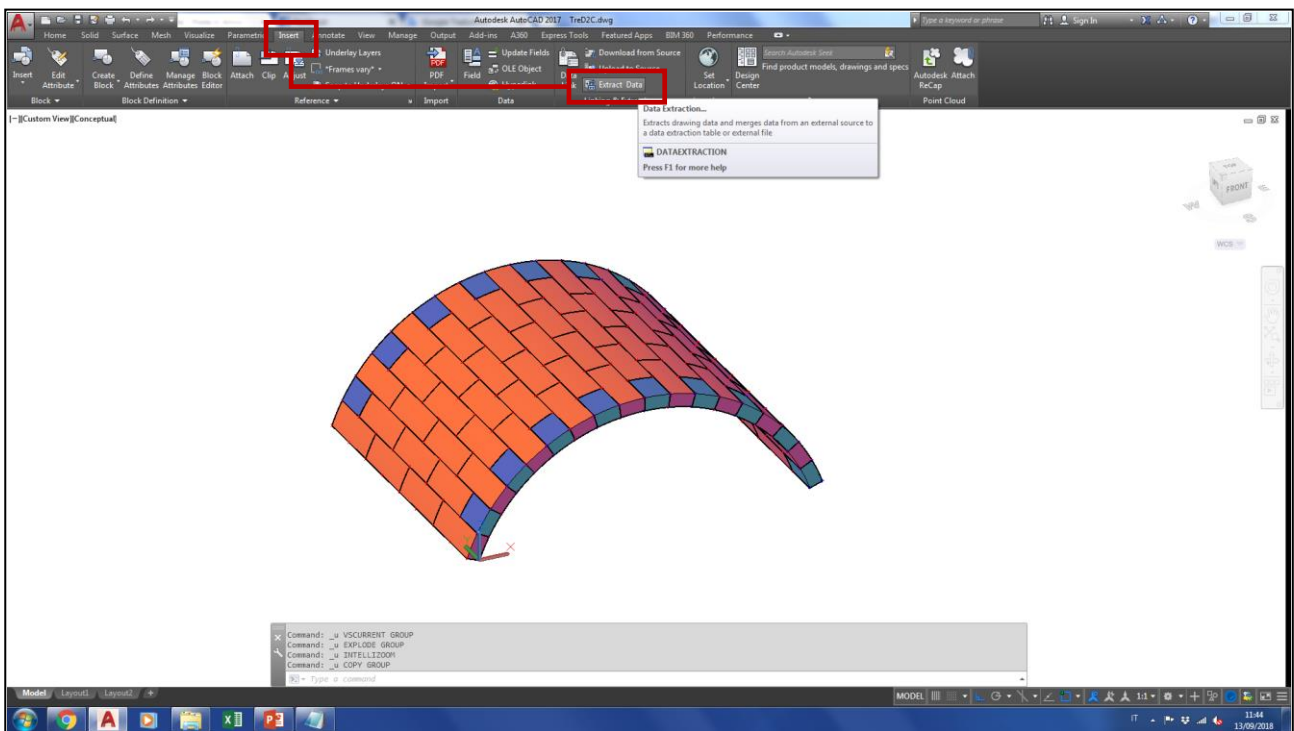 Autodesk AutoCAD 2017 TreD2C.dwg
Type a keyword or phrase
Sign In
Home Solid Surface Mesh Visualize Parametric Insert Annotate View Manage Output Add-ins A360 Express Tools Featured Apps BIM 360 Performance
Insert
Edit Attribute
Create Block
Define Attributes
Manage Attributes
Block Editor
Attach
Clip
Adjust
Underlay Layers
*Frames vary*
PDF
Field
Update Fields
OLE Object
Hyperlink
Download from Source
Upload to Source
Extract Data
Set Location
Design Center
Search Autodesk Seek
Find product models, drawings and specs
Autodesk ReCap
Attach
Block
Block Definition
Reference
Import
Data
Point Cloud
[-][Custom View][Conceptual]
Data Extraction...
Extracts drawing data and merges data from an external source to
a data extraction table or external file
DATAEXTRACTION
Press F1 for more help
TOP
FRONT
WCS
X
Command: _u VSCURRENT GROUP
Command: _u EXPLODE GROUP
Command: _u INTELLIZOOM
Command: _u COPY GROUP
Type a command
Model Layout1 Layout2 +
MODEL
1:1
IT
11:44
13/09/2018